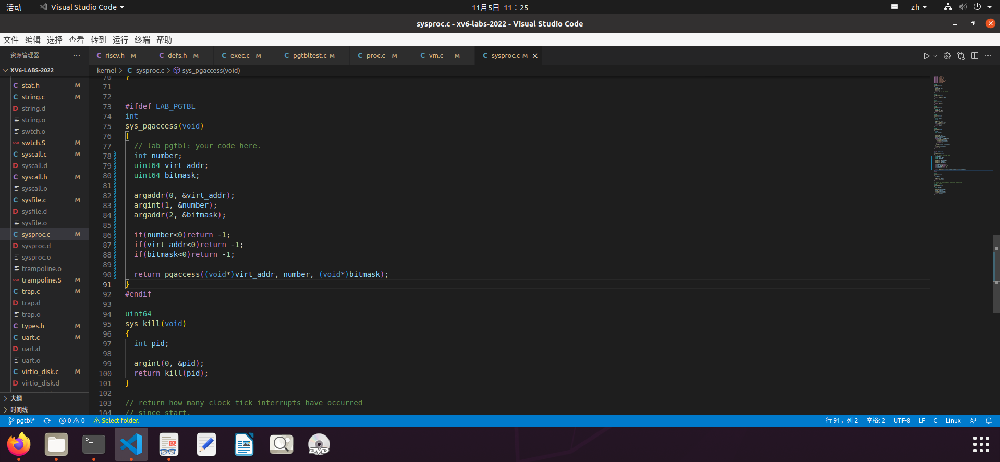 活动 Visual Studio Code 11月5日 11：25 zh
sysproc.c - xv6-labs-2022 - Visual Studio Code
文件 编辑 选择 查看 转到 运行 终端 帮助
资源管理器 ···
C riscv.h M C defs.h M C exec.c M C pgtbltest.c M C proc.c M C vm.c M C sysproc.c M
XV6-LABS-2022
kernel > C sysproc.c > sys_pgaccess(void)
C stat.h M
C string.c M
D string.d
string.o
swtch.o
ASM swtch.S M
C syscall.c M
D syscall.d
C syscall.h M
syscall.o
C sysfile.c M
D sysfile.d
sysfile.o
C sysproc.c M
D sysproc.d
sysproc.o
trampoline.o
ASM trampoline.S M
C trap.c M
D trap.d
trap.o
C types.h M
C uart.c M
D uart.d
uart.o
C virtio_disk.c M
D virtio_disk.d
大纲
时间线
70 }
71
72
73 #ifdef LAB_PGTBL
74 int
75 sys_pgaccess(void)
76 {
77 // lab pgtbl: your code here.
78 int number;
79 uint64 virt_addr;
80 uint64 bitmask;
81
82 argaddr(0, &virt_addr);
83 argint(1, &number);
84 argaddr(2, &bitmask);
85
86 if(number<0)return -1;
87 if(virt_addr<0)return -1;
88 if(bitmask<0)return -1;
89
90 return pgaccess((void*)virt_addr, number, (void*)bitmask);
91 }
92 #endif
93
94 uint64
95 sys_kill(void)
96 {
97 int pid;
98
99 argint(0, &pid);
100 return kill(pid);
101 }
102
103 // return how many clock tick interrupts have occurred
104 // since start.
pgtbl* 0 0 Select folder. 行 91，列 2 空格: 2 UTF-8 LF C Linux
>_
DVD